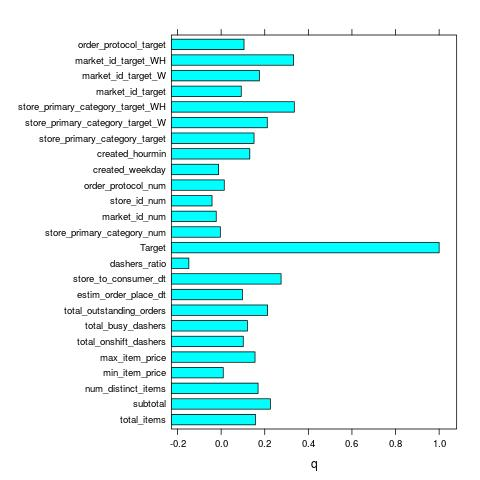 order_protocol_target
market_id_target_WH
market_id_target_W
market_id_target
store_primary_category_target_WH
store_primary_category_target_W
store_primary_category_target
created_hourmin
created_weekday
order_protocol_num
store_id_num
market_id_num
store_primary_category_num
Target
dashers_ratio
store_to_consumer_dt
estim_order_place_dt
total_outstanding_orders
total_busy_dashers
total_onshift_dashers
max_item_price
min_item_price
num_distinct_items
subtotal
total_items
-0.2 0.0 0.2 0.4 0.6 0.8 1.0
q